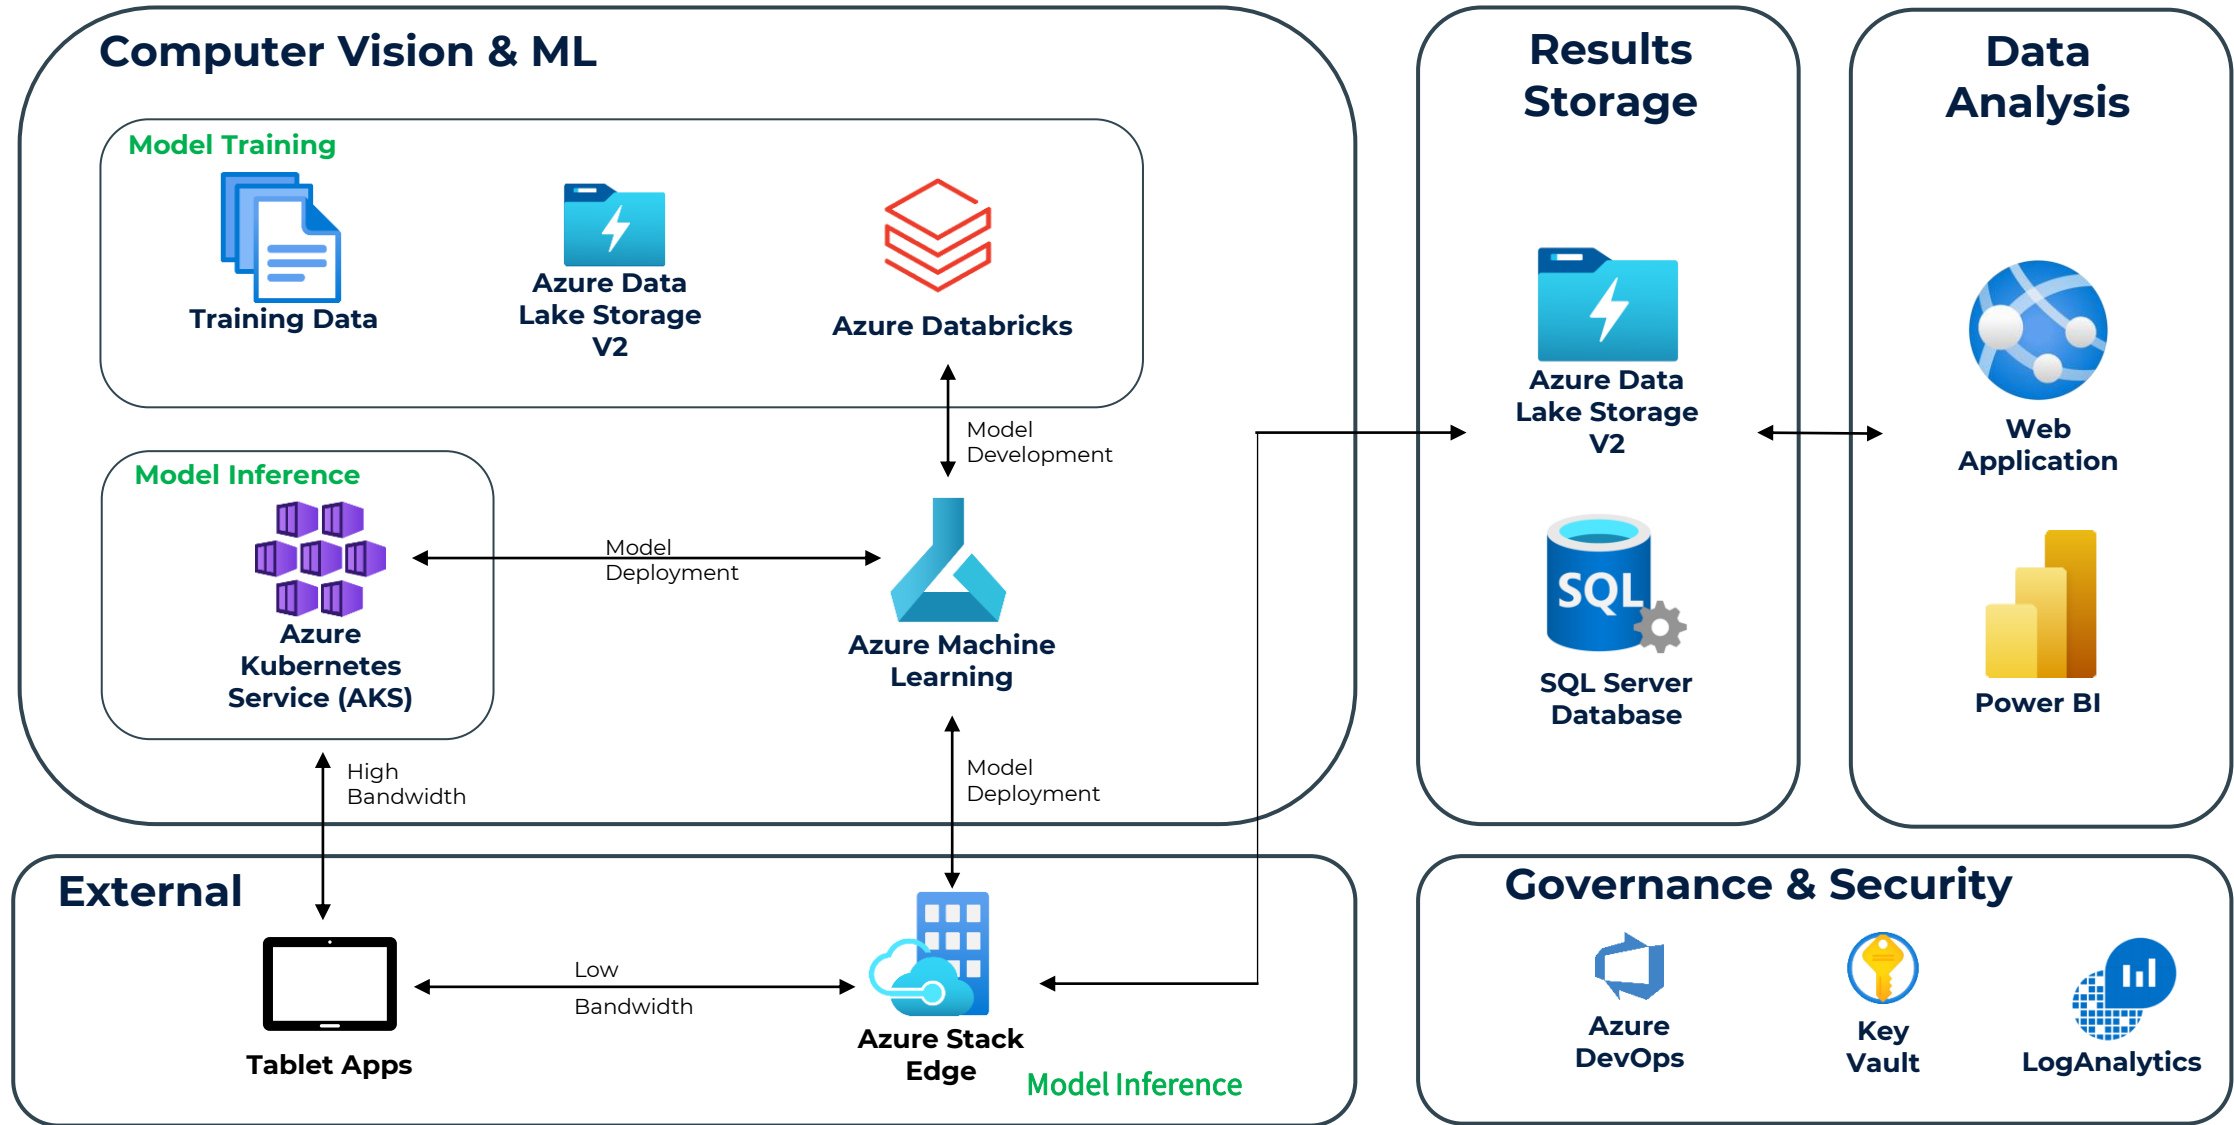 Computer Vision & ML
Model Training
Training Data
Azure Data
Lake Storage
V2
Azure Databricks
Model
Development
Model Inference
Azure
Kubernetes
Service (AKS)
Model
Deployment
Azure Machine
Learning
High
Bandwidth
Model
Deployment
External
Tablet Apps
Low
Bandwidth
Azure Stack
Edge
Model Inference
Results
Storage
Azure Data
Lake Storage
V2
SQL
SQL Server
Database
Data
Analysis
Web
Application
Power BI
Governance & Security
Azure
DevOps
Key
Vault
LogAnalytics